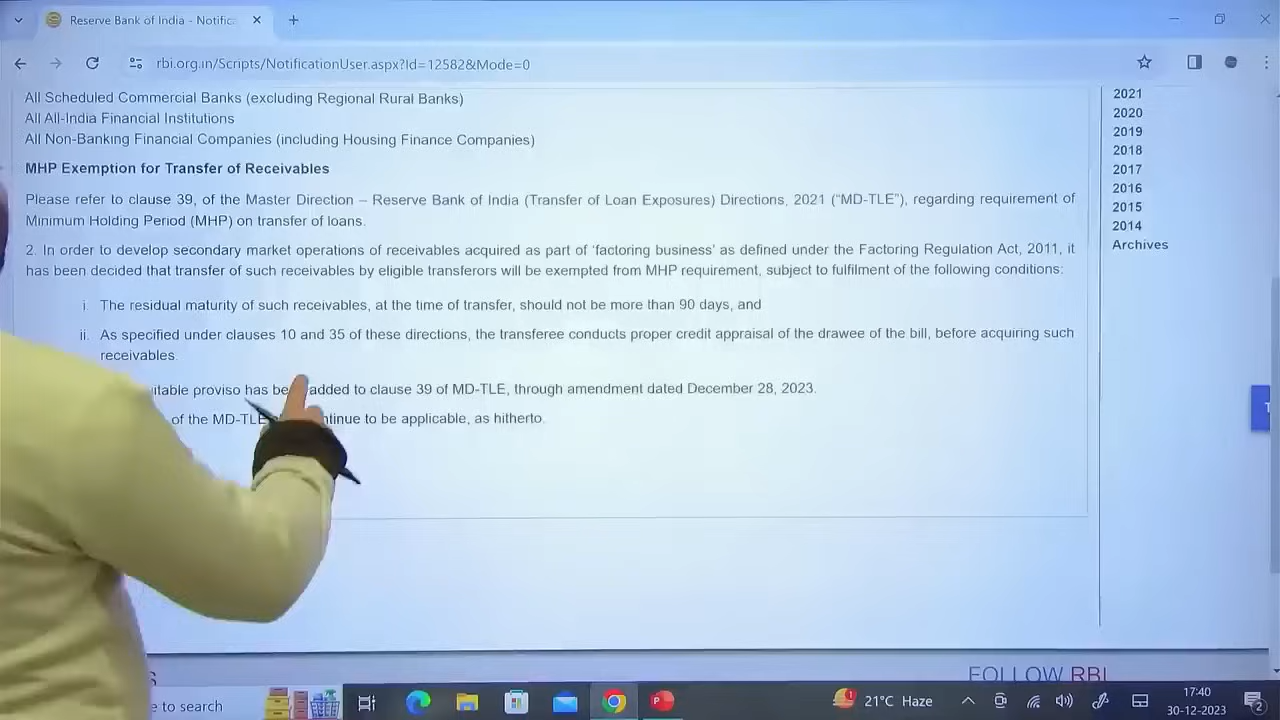 Reserve Bank of India - Notific
rbi.org.in/Scripts/NotificationUser.aspx?Id=12582&Mode=0
All Scheduled Commercial Banks (excluding Regional Rural Banks)
All All-India Financial Institutions
All Non-Banking Financial Companies (including Housing Finance Companies)
MHP Exemption for Transfer of Receivables
Please refer to clause 39, of the Master Direction – Reserve Bank of India (Transfer of Loan Exposures) Directions, 2021 (“MD-TLE”), regarding requirement of
Minimum Holding Period (MHP) on transfer of loans.
2. In order to develop secondary market operations of receivables acquired as part of ‘factoring business’ as defined under the Factoring Regulation Act, 2011, it
has been decided that transfer of such receivables by eligible transferors will be exempted from MHP requirement, subject to fulfilment of the following conditions:
i. The residual maturity of such receivables, at the time of transfer, should not be more than 90 days, and
ii. As specified under clauses 10 and 35 of these directions, the transferee conducts proper credit appraisal of the drawee of the bill, before acquiring such
receivables.
itable proviso has be added to clause 39 of MD-TLE, through amendment dated December 28, 2023.
of the MD-TLE tinue to be applicable, as hitherto.
2021
2020
2019
2018
2017
2016
2015
2014
Archives
T
S
FOLLOW RBI
e to search
1
21°C Haze
17:40
30-12-2023
2